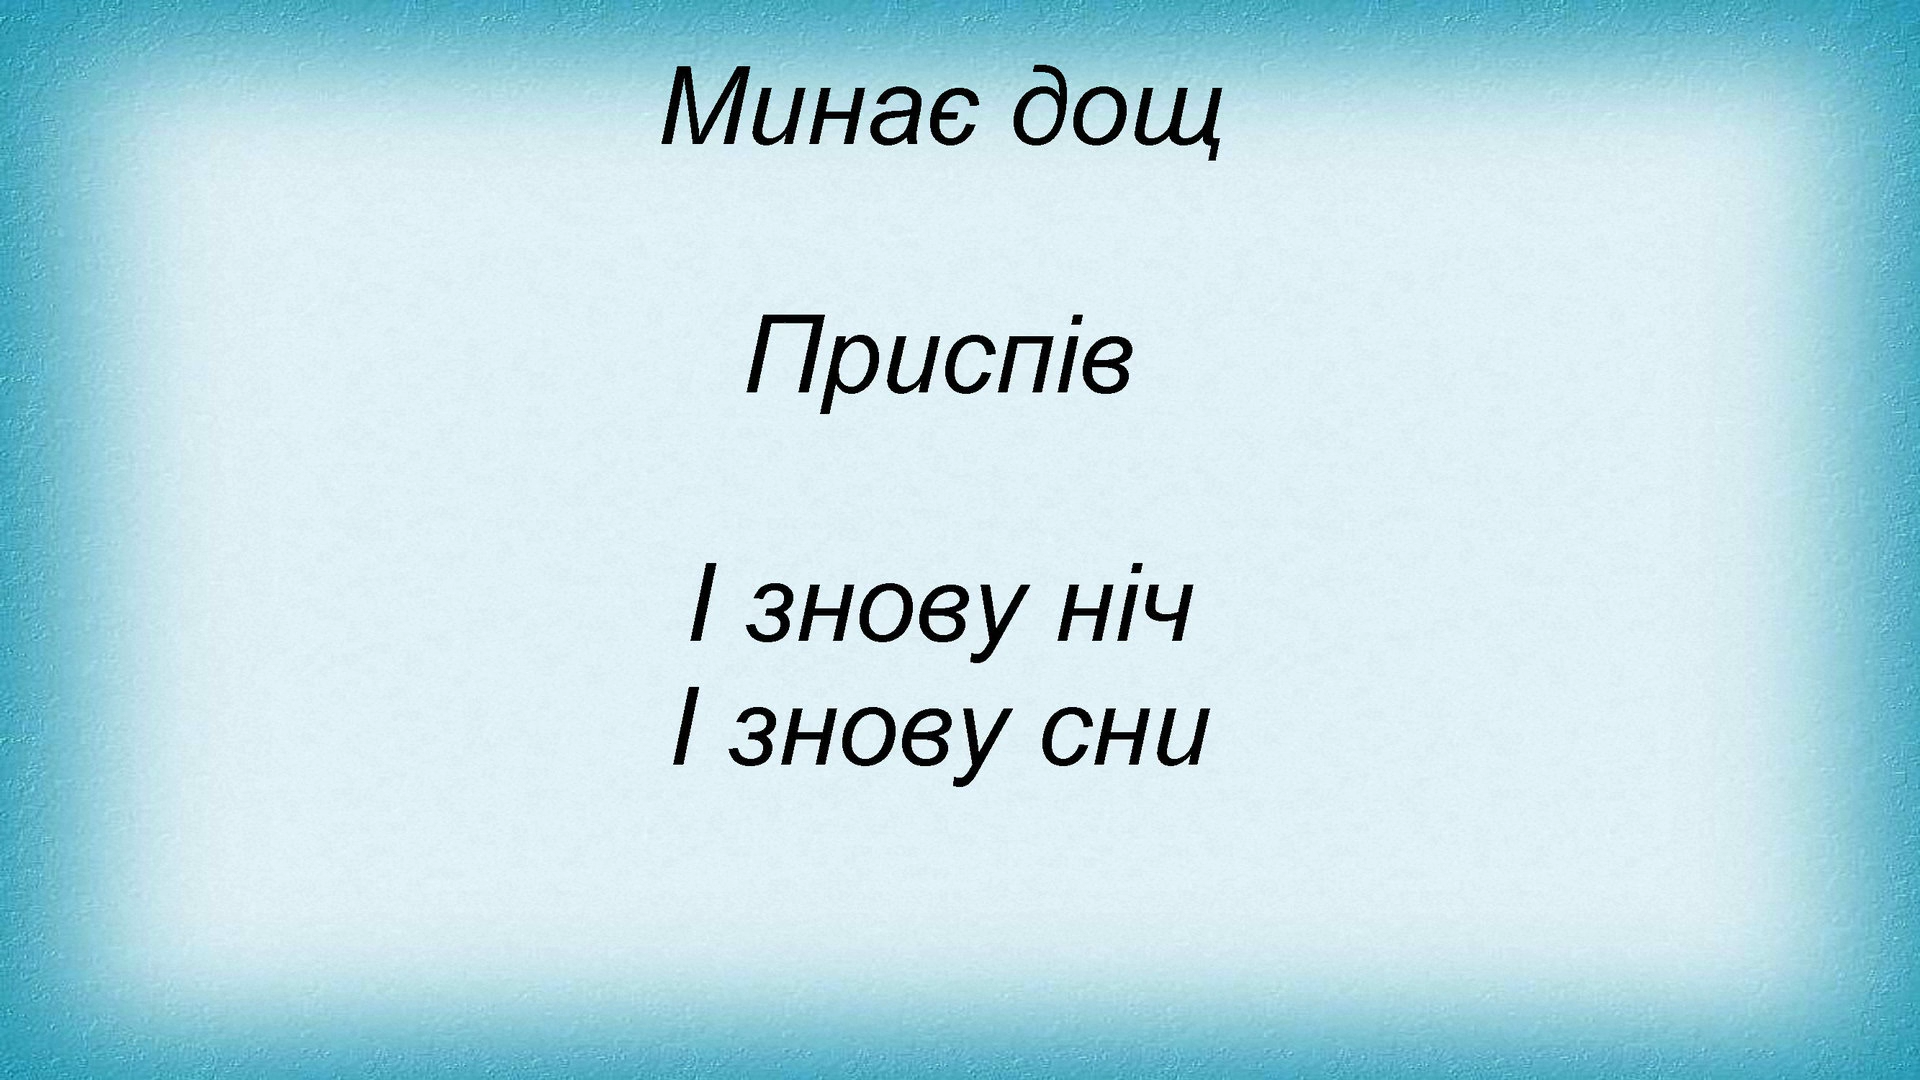 Минає дощ
Приспів
І знову ніч
І знову сни